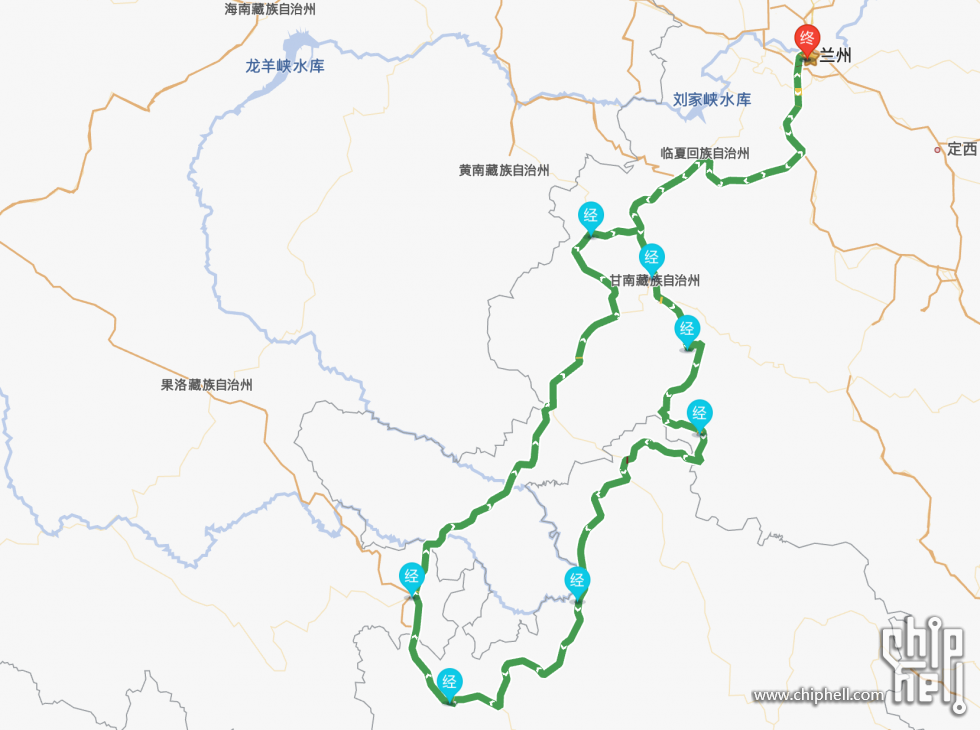 海南藏族自治州
终
兰州
龙羊峡水库
刘家峡水库
定西
临夏回族自治州
黄南藏族自治州
经
经
甘南藏族自治州
经
果洛藏族自治州
经
经
经
经
chip
hell
www.chiphell.com